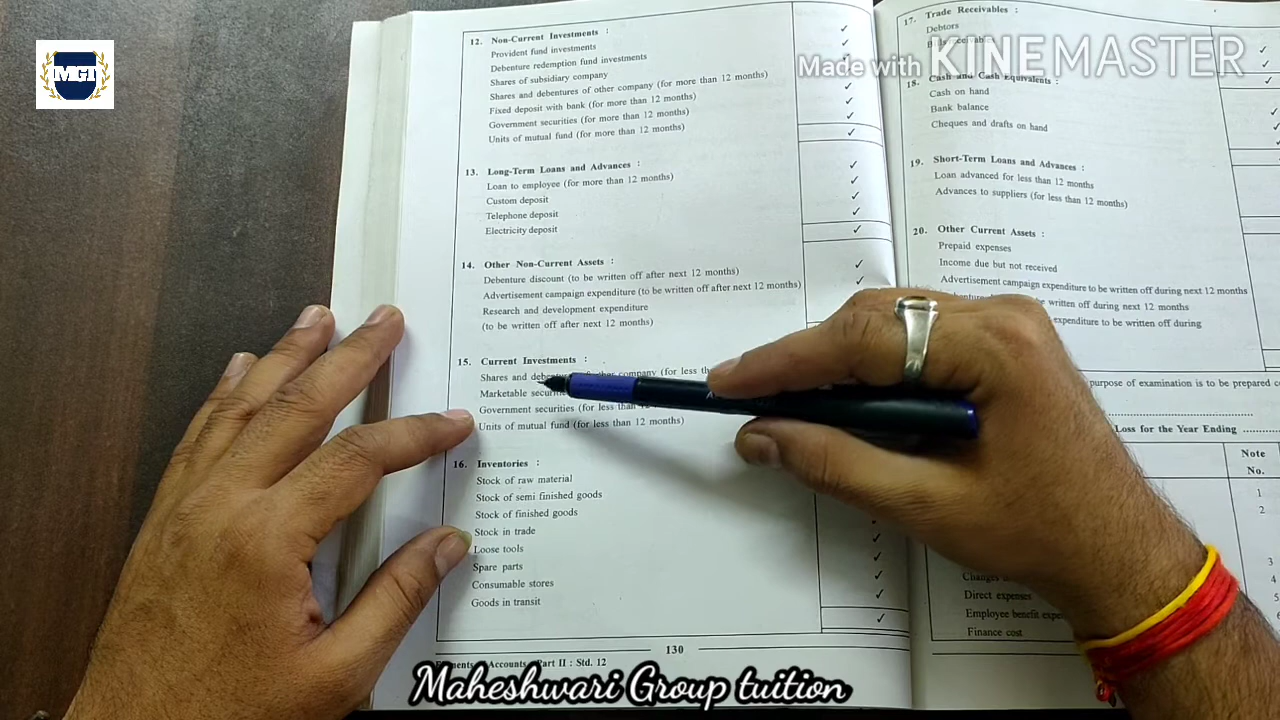 MGI
Made with KINEMASTER
12. Non-Current Investments :
Provident fund investments
Debenture redemption fund investments
Shares of subsidiary company
Shares and debentures of other company (for more than 12 months)
Fixed deposit with bank (for more than 12 months)
Government securities (for more than 12 months)
Units of mutual fund (for more than 12 months)
13. Long-Term Loans and Advances :
Loan to employee (for more than 12 months)
Custom deposit
Telephone deposit
Electricity deposit
14. Other Non-Current Assets :
Debenture discount (to be written off after next 12 months)
Advertisement campaign expenditure (to be written off after next 12 months)
Research and development expenditure
(to be written off after next 12 months)
15. Current Investments :
Shares and company (for less
Marketable
Government securities (for less than
Units of mutual fund (for less than 12 months)
16. Inventories :
Stock of raw material
Stock of semi finished goods
Stock of finished goods
Stock in trade
Loose tools
Spare parts
Consumable stores
Goods in transit
130
Accounts, Part II : Std. 12
17. Trade Receivables :
Debtors
18. Cash and Cash Equivalents :
Cash on hand
Bank balance
Cheques and drafts on hand
19. Short-Term Loans and Advances :
Loan advanced for less than 12 months
Advances to suppliers (for less than 12 months)
20. Other Current Assets :
Prepaid expenses
Income due but not received
Advertisement campaign expenditure to be written off during next 12 months
be written off during next 12 months
expenditure to be written off during
purpose of examination is to be prepared
Loss for the Year Ending
Note
No.
1
2
3
Changes 4
Direct expenses 5
Employee benefit
Finance cost
Maheshwari Group tuition